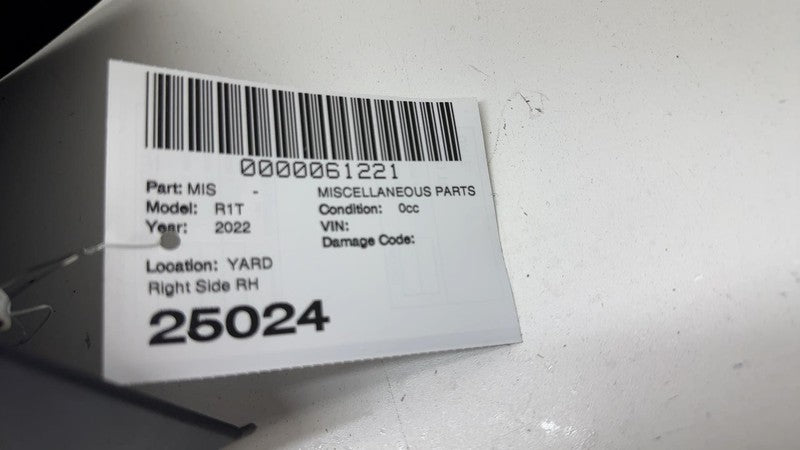 0000061221
Part: MIS - MISCELLANEOUS PARTS
Model: R1T Condition: 0cc
Year: 2022 VIN:
Damage Code:
Location: YARD
Right Side RH
25024